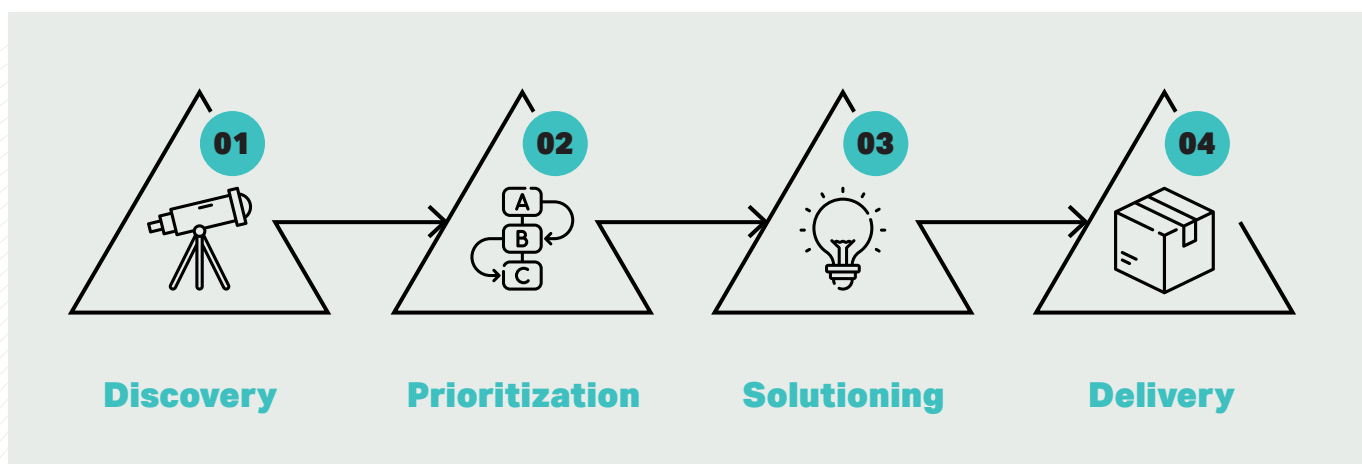 01
02
03
04
A
B
C
Discovery
Prioritization
Solutioning
Delivery